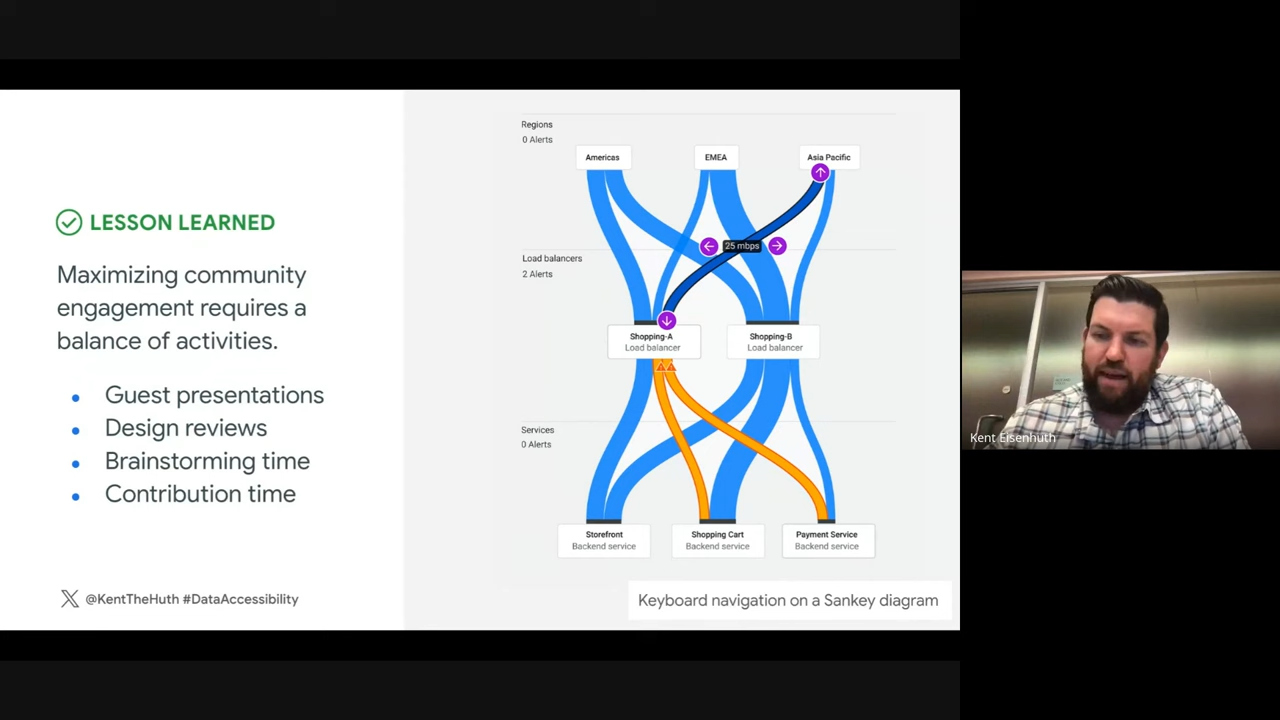 LESSON LEARNED
Maximizing community
engagement requires a
balance of activities.
• Guest presentations
• Design reviews
• Brainstorming time
• Contribution time
@KentTheHuth #DataAccessibility
Regions
0 Alerts
Americas
EMEA
Asia Pacific
25 mbps
Load balancers
2 Alerts
Shopping-A
Load balancer
Shopping-B
Load balancer
Services
0 Alerts
Storefront
Backend service
Shopping Cart
Backend service
Payment Service
Backend service
Keyboard navigation on a Sankey diagram
Kent Eisenhuth